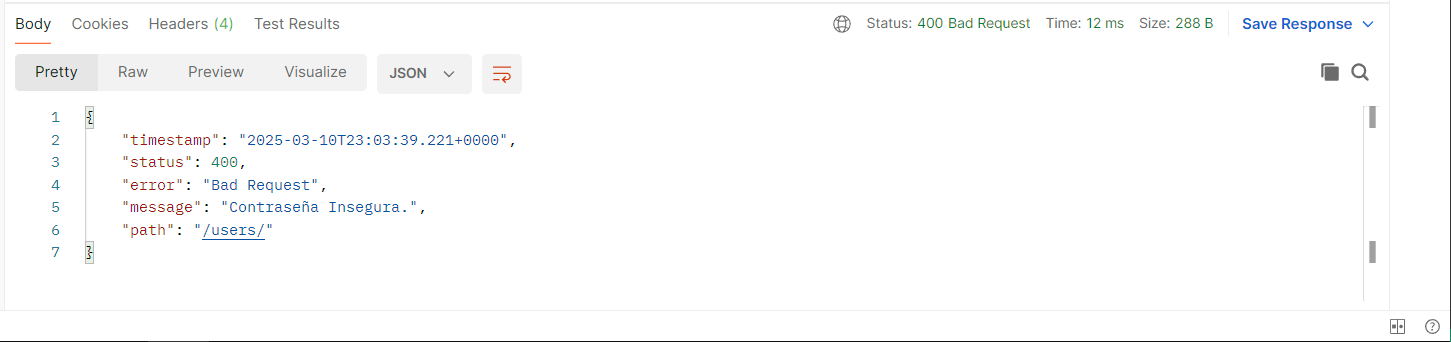 Body Cookies Headers (4) Test Results Status: 400 Bad Request Time: 12 ms Size: 288 B Save Response
Pretty Raw Preview Visualize JSON
1 {
2 "timestamp": "2025-03-10T23:03:39.221+0000",
3 "status": 400,
4 "error": "Bad Request",
5 "message": "Contraseña Insegura.",
6 "path": "/users/"
7 }